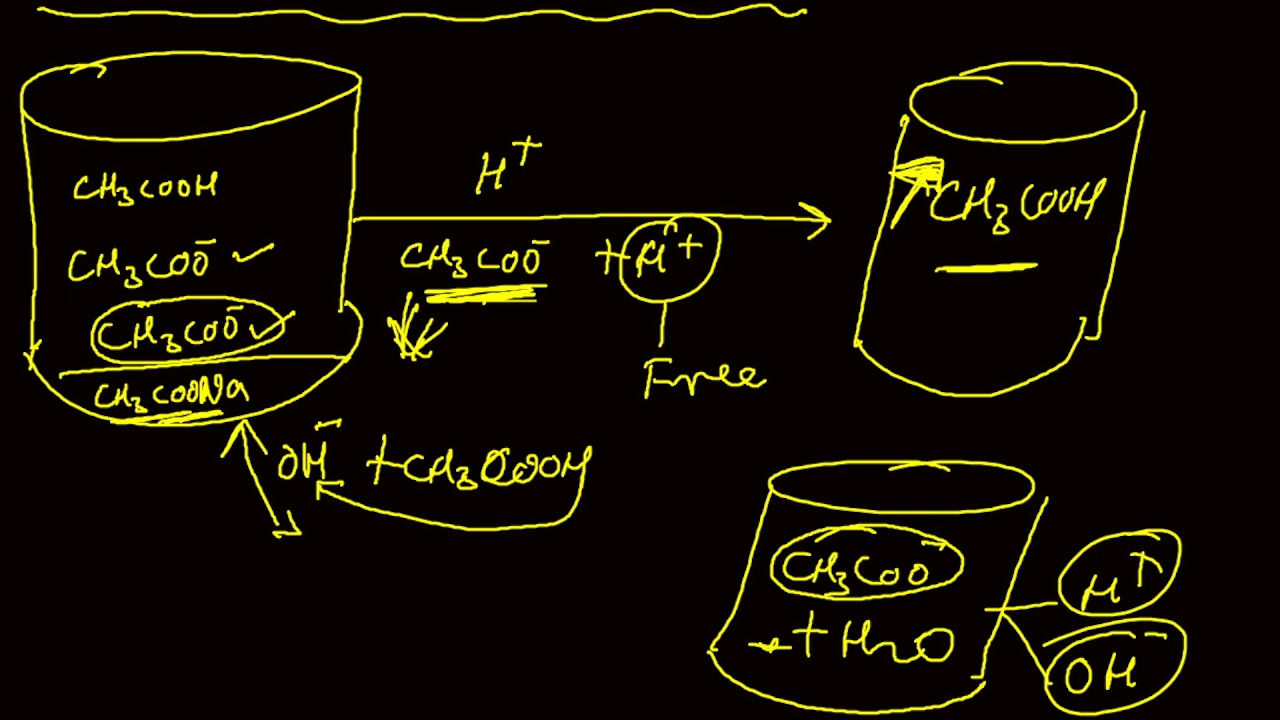 CH3COOH
CH3COO-
CH3COO-
CH3COONa
H+
CH3COO- + H+
Free
CH3COOH
OH- + CH3COOH
CH3COO-
+ H2O
H+
OH-